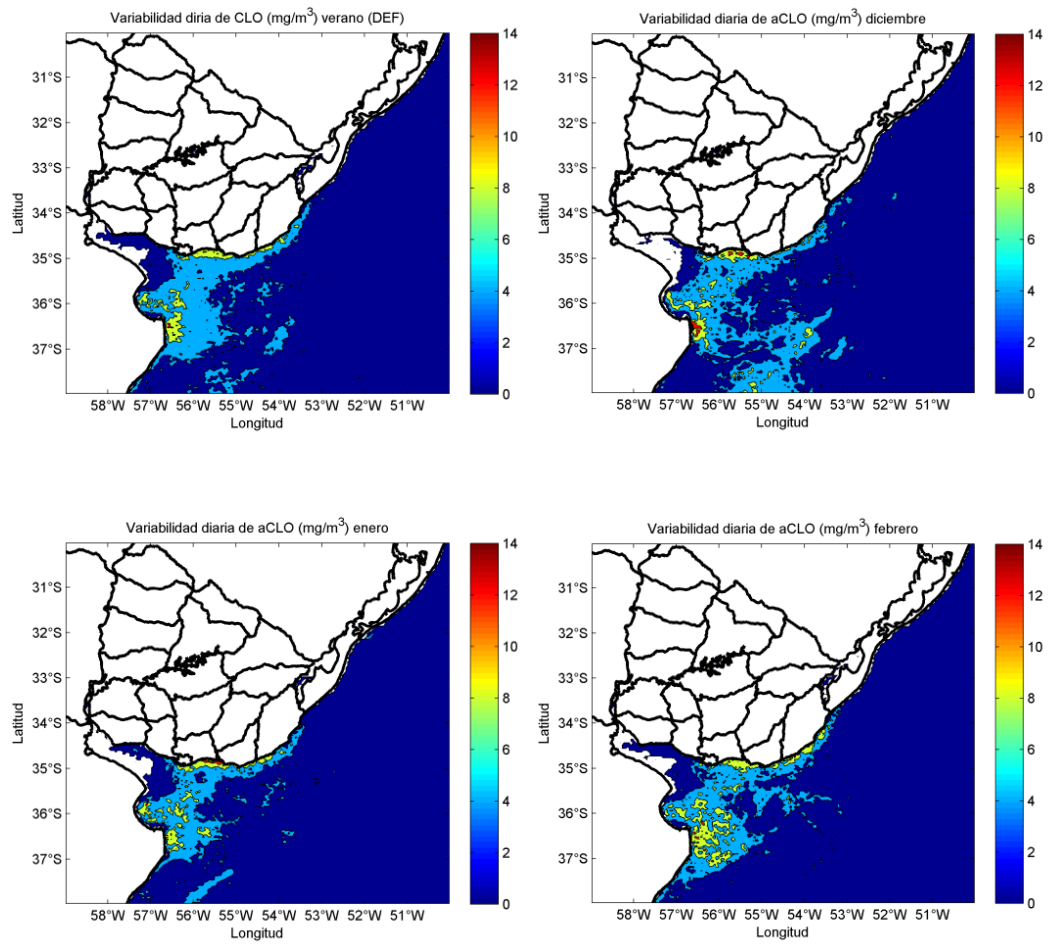 Variabilidad diria de CLO (mg/m³) verano (DEF)
31°S
32°S
33°S
34°S
35°S
36°S
37°S
Latitud
58°W 57°W 56°W 55°W 54°W 53°W 52°W 51°W
Longitud
14
12
10
8
6
4
2
0
Variabilidad diaria de aCLO (mg/m³) diciembre
31°S
32°S
33°S
34°S
35°S
36°S
37°S
Latitud
58°W 57°W 56°W 55°W 54°W 53°W 52°W 51°W
Longitud
14
12
10
8
6
4
2
0
Variabilidad diaria de aCLO (mg/m³) enero
31°S
32°S
33°S
34°S
35°S
36°S
37°S
Latitud
58°W 57°W 56°W 55°W 54°W 53°W 52°W 51°W
Longitud
14
12
10
8
6
4
2
0
Variabilidad diaria de aCLO (mg/m³) febrero
31°S
32°S
33°S
34°S
35°S
36°S
37°S
Latitud
58°W 57°W 56°W 55°W 54°W 53°W 52°W 51°W
Longitud
14
12
10
8
6
4
2
0